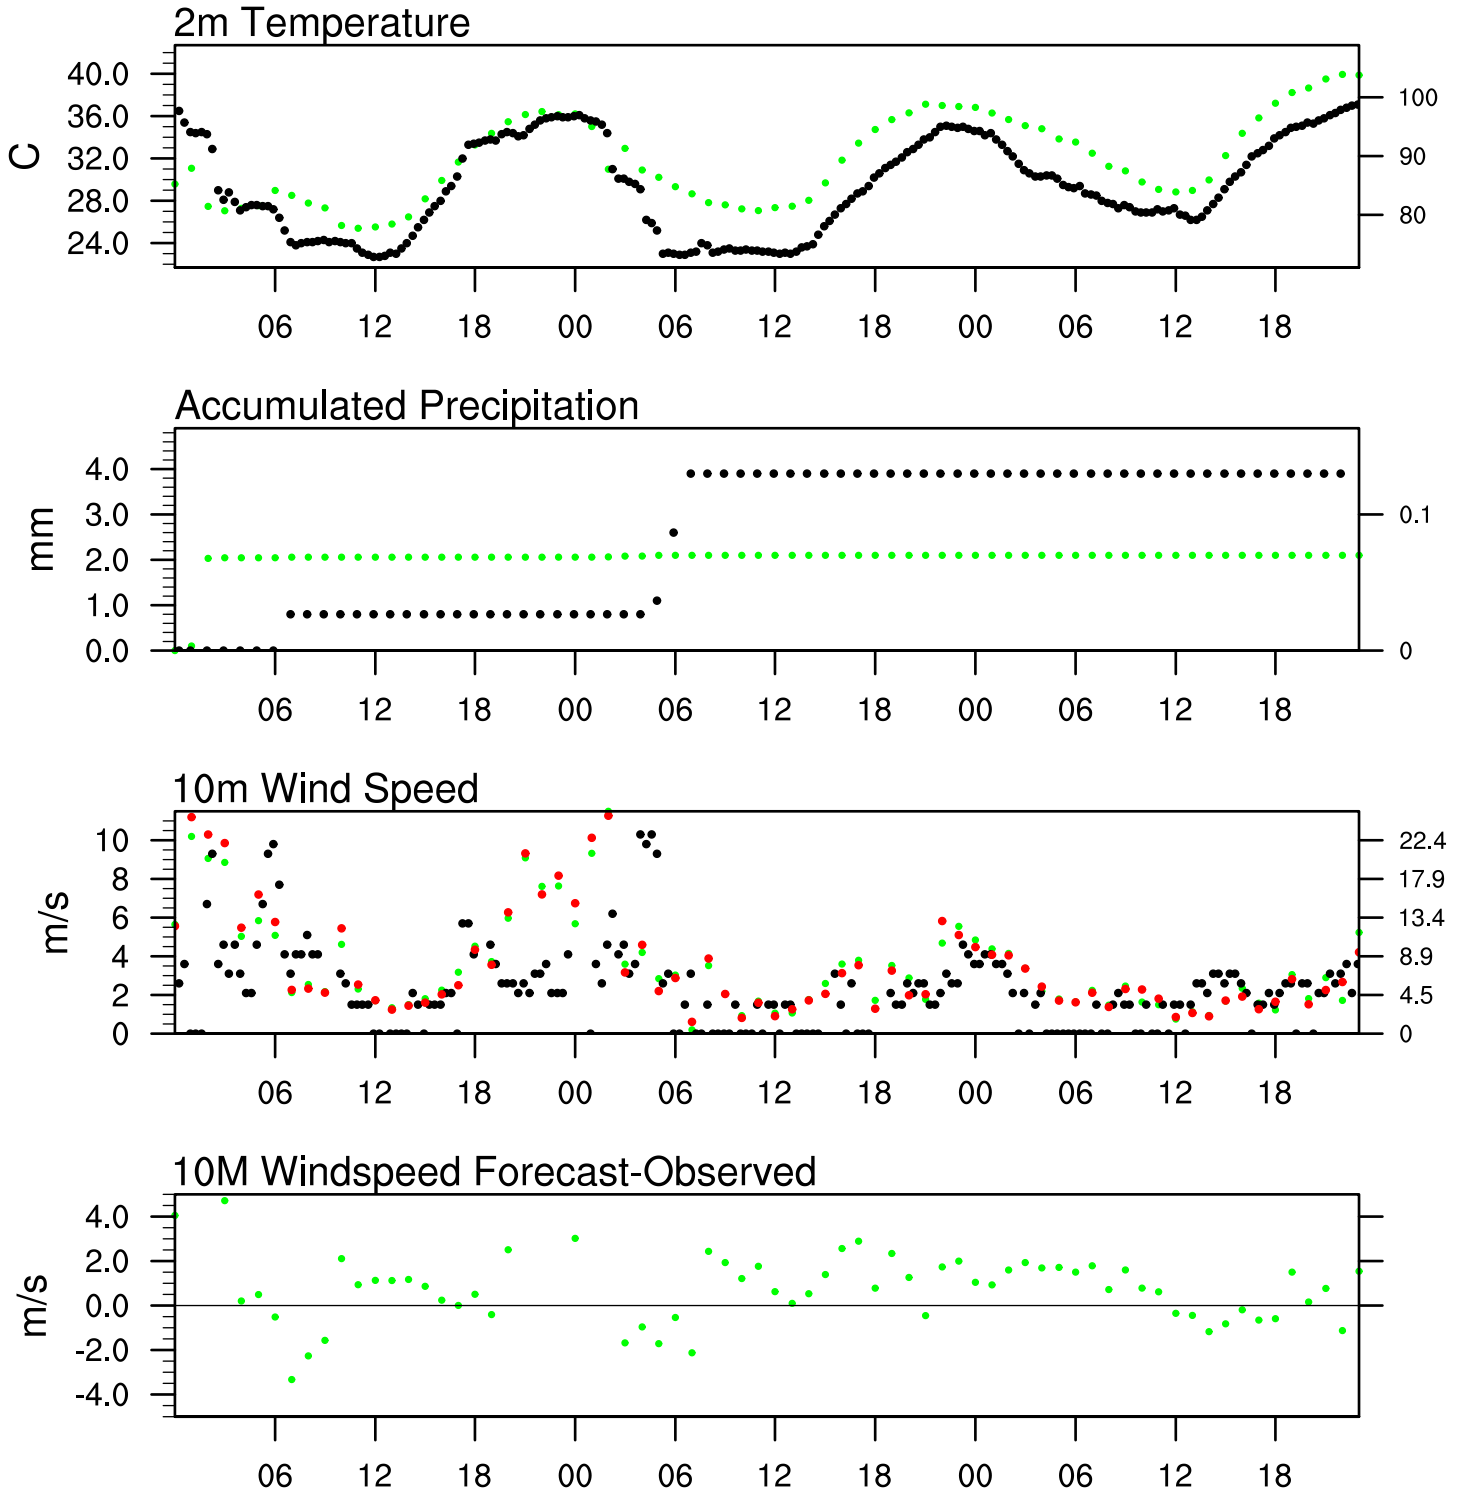 2m Temperature
40.0
36.0
32.0
28.0
24.0
C
100
90
80
06 12 18 00 06 12 18 00 06 12 18
Accumulated Precipitation
4.0
3.0
2.0
1.0
0.0
mm
0.1
0
06 12 18 00 06 12 18 00 06 12 18
10m Wind Speed
10
8
6
4
2
0
m/s
22.4
17.9
13.4
8.9
4.5
0
06 12 18 00 06 12 18 00 06 12 18
10M Windspeed Forecast-Observed
4.0
2.0
0.0
-2.0
-4.0
m/s
06 12 18 00 06 12 18 00 06 12 18